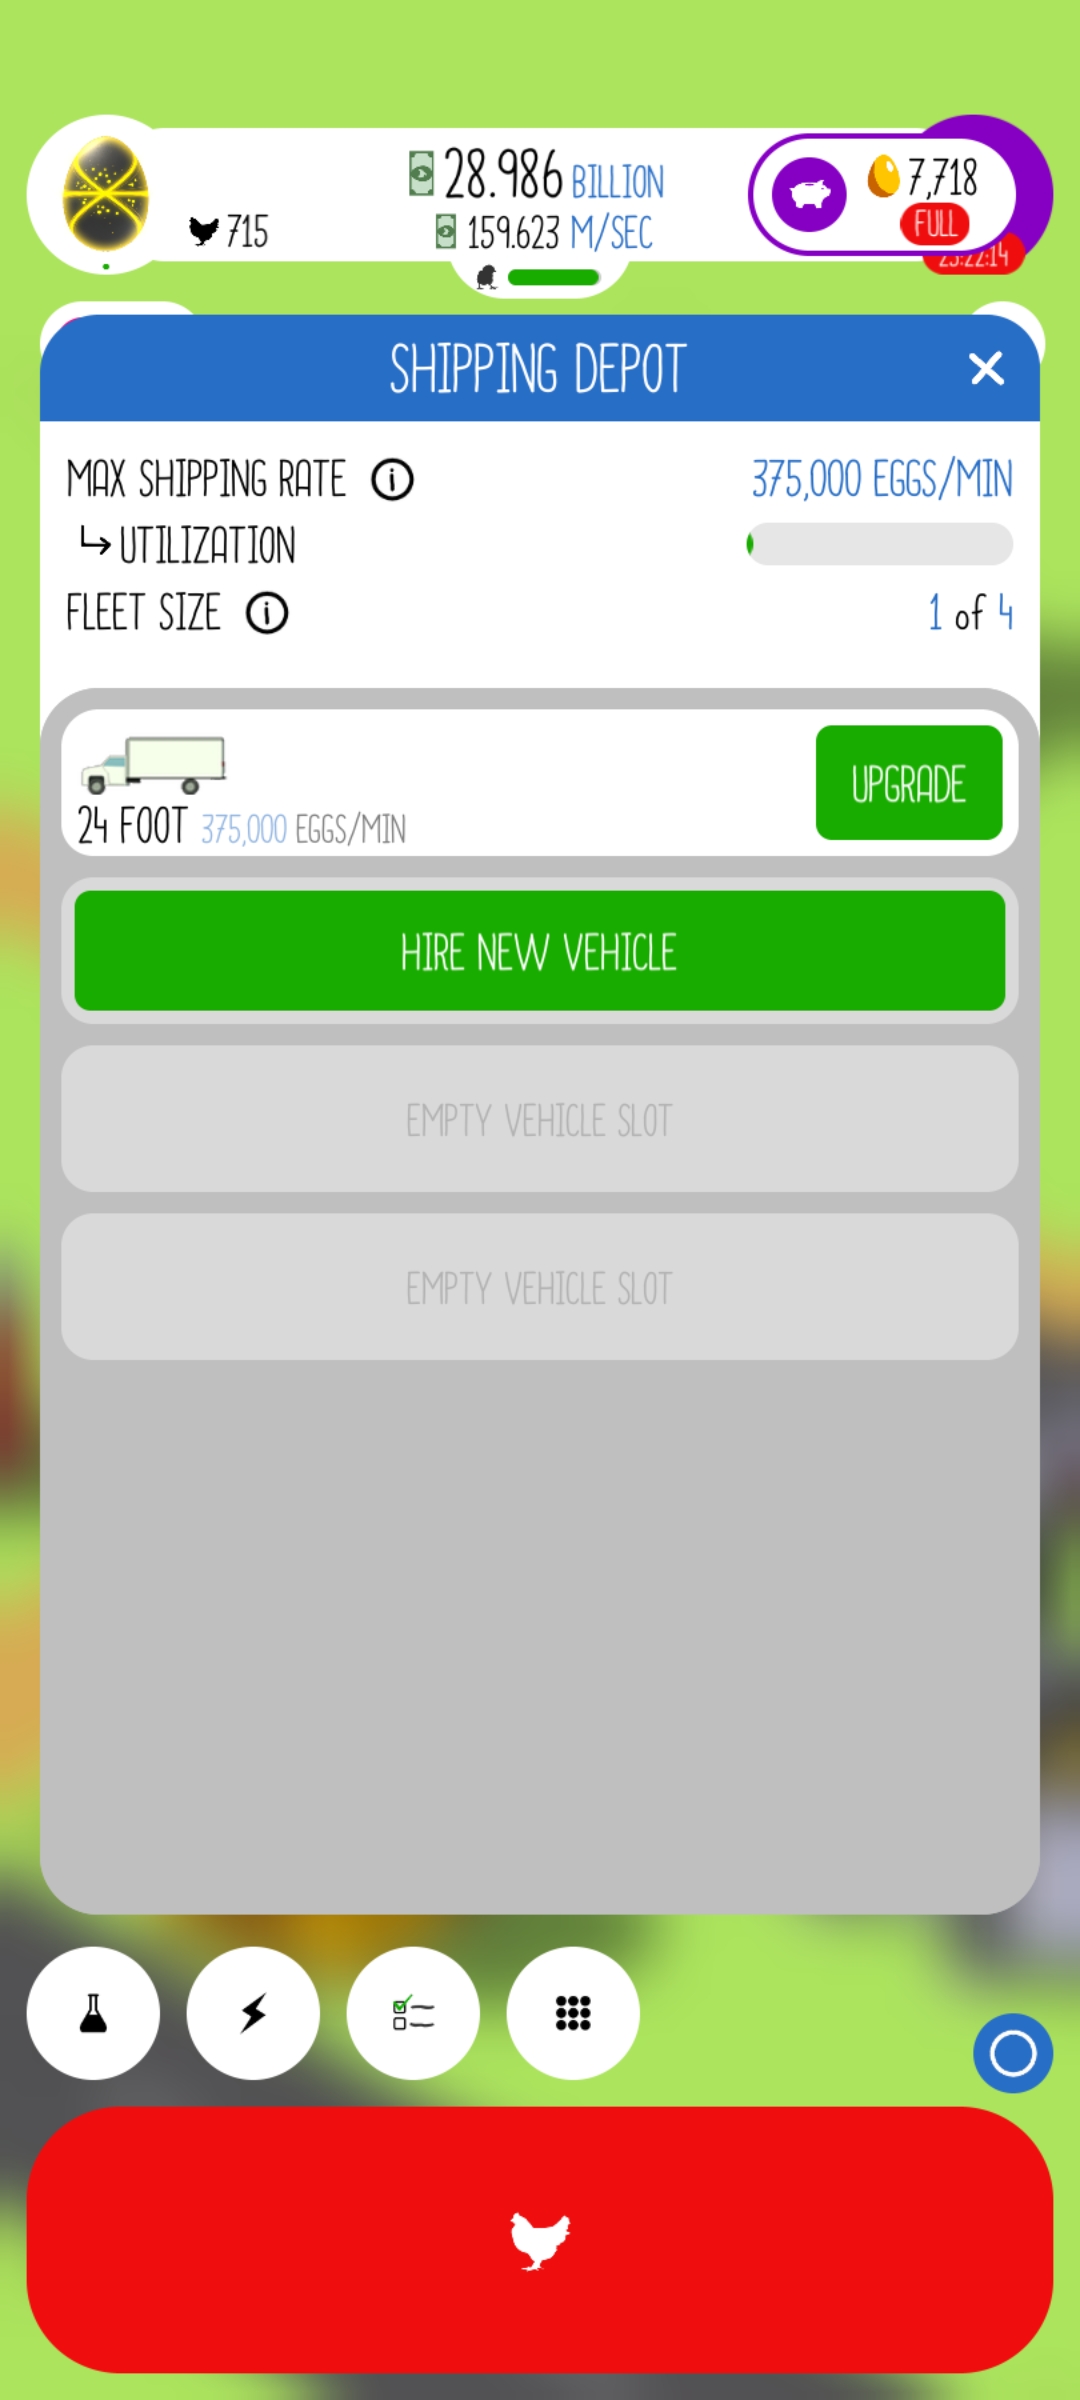 28.986 BILLION
715
159.623 M/SEC
7,718
FULL
23:22:14
SHIPPING DEPOT
MAX SHIPPING RATE
375,000 EGGS/MIN
UTILIZATION
FLEET SIZE
1 of 4
24 FOOT 375,000 EGGS/MIN
UPGRADE
HIRE NEW VEHICLE
EMPTY VEHICLE SLOT
EMPTY VEHICLE SLOT